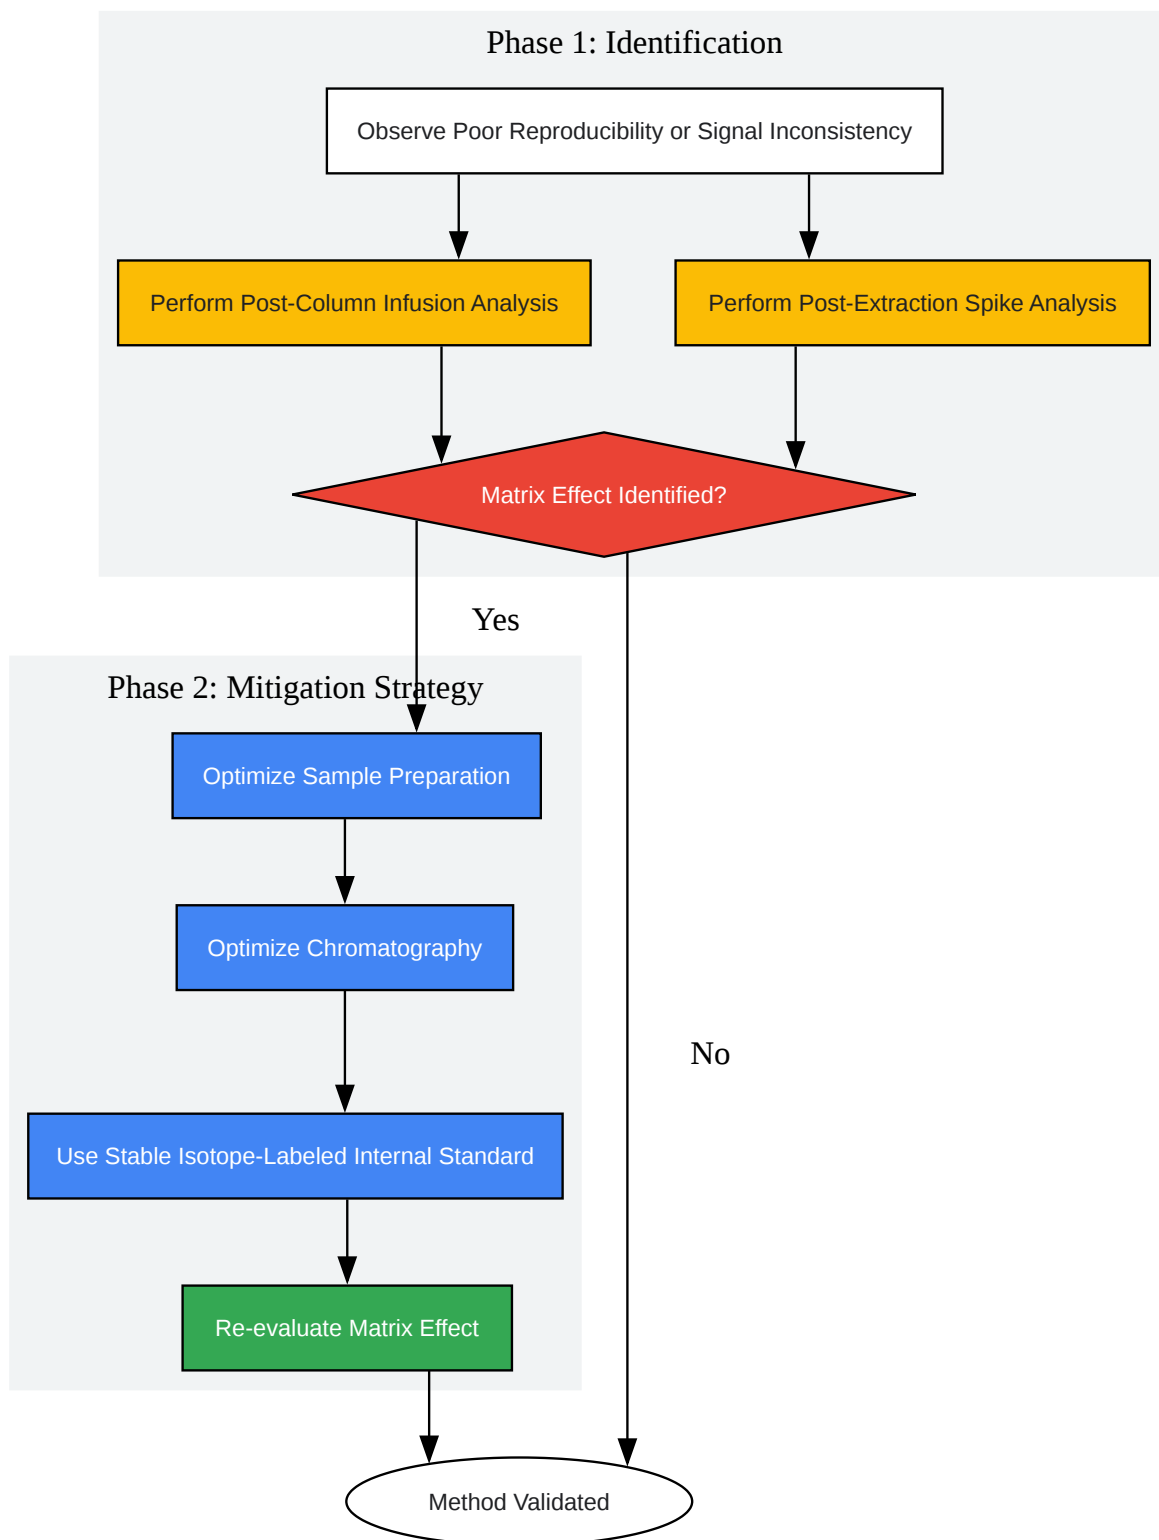 Phase 1: Identification
Observe Poor Reproducibility or Signal Inconsistency
Perform Post-Column Infusion Analysis
Perform Post-Extraction Spike Analysis
Matrix Effect Identified?
Yes
Phase 2: Mitigation Strategy
Optimize Sample Preparation
Optimize Chromatography
No
Use Stable Isotope-Labeled Internal Standard
Re-evaluate Matrix Effect
Method Validated